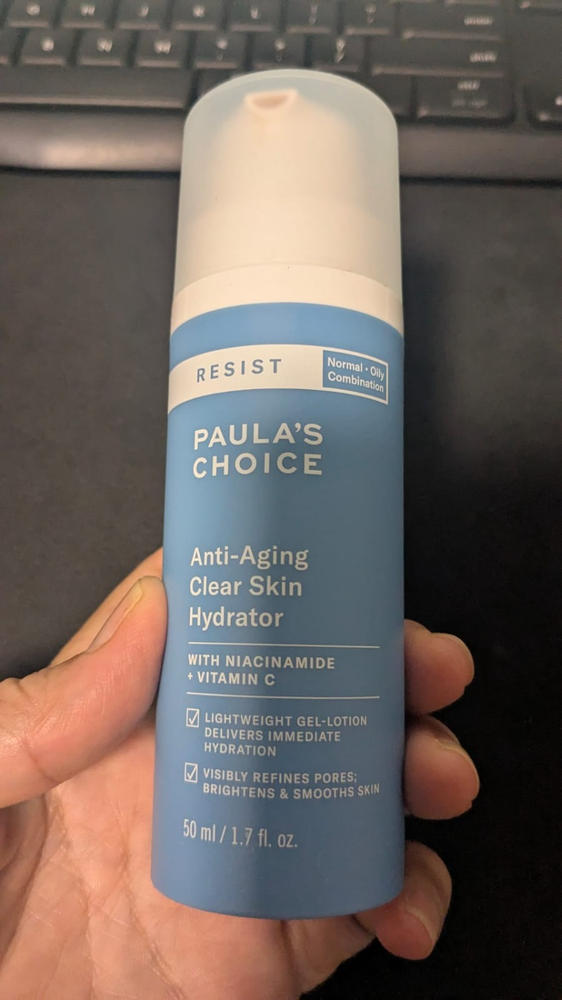 RESIST
Normal • Oily
Combination
PAULA'S
CHOICE
Anti-Aging
Clear Skin
Hydrator
WITH NIACINAMIDE
+ VITAMIN C
LIGHTWEIGHT GEL-LOTION
DELIVERS IMMEDIATE
HYDRATION
VISIBLY REFINES PORES;
BRIGHTENS & SMOOTHS SKIN
50 ml / 1.7 fl. oz.